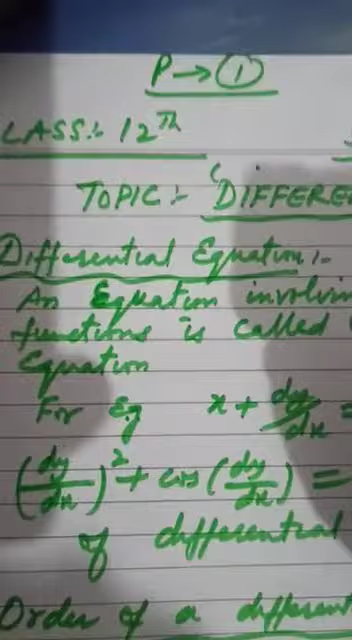 P → ①
CLASS:- 12th
TOPIC:- "DIFFERE
Differential Equation:-
An Equation involvin
functions is called
Equation
For Eg x + dy/dx =
(dy/dx)² + cos (dy/dx) =
of differential
Order of a different